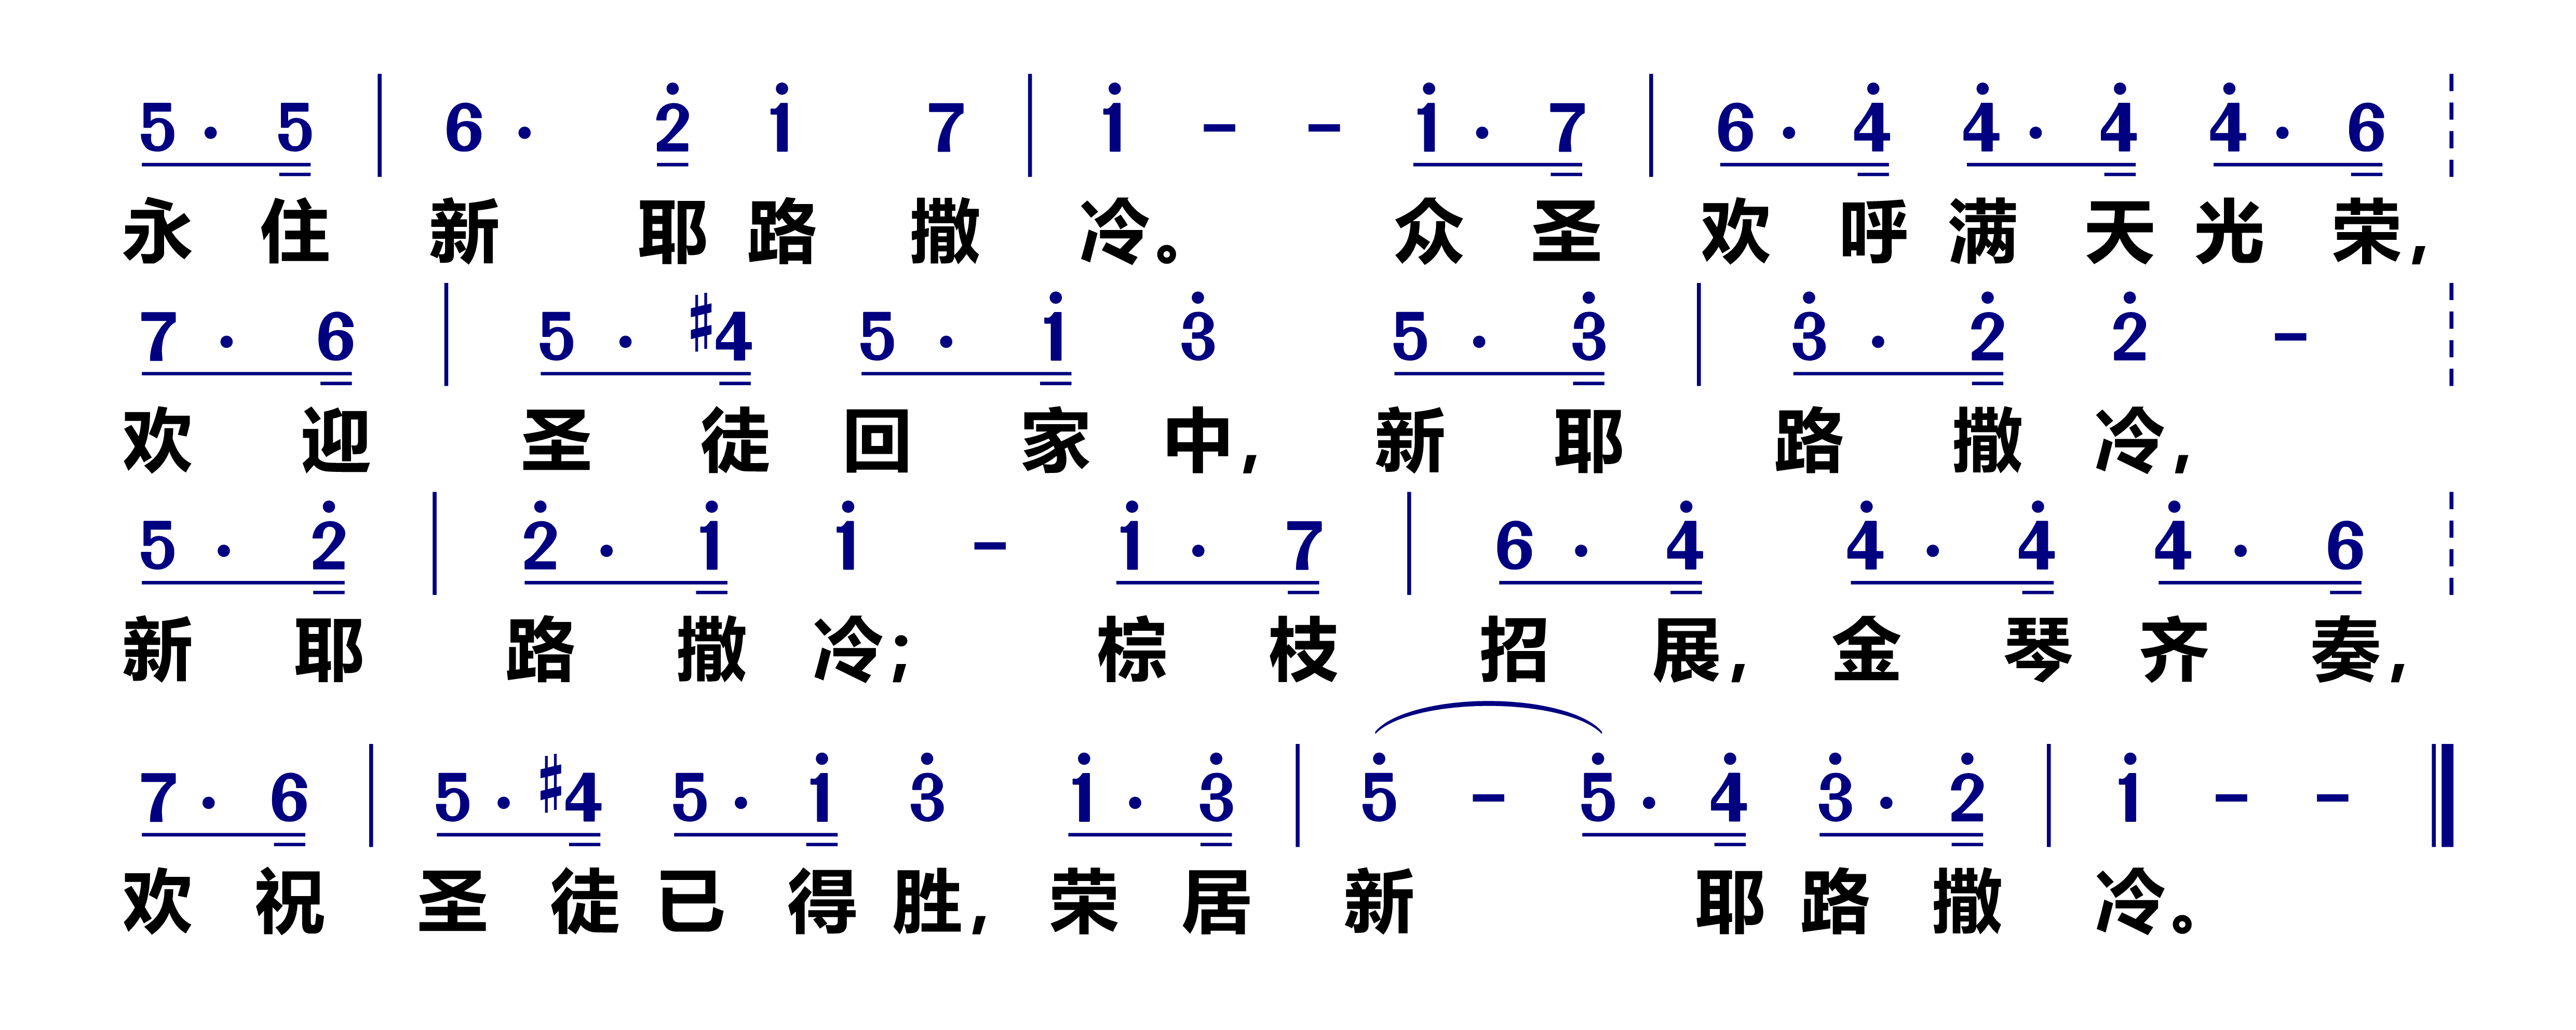 5· 5 | 6· 2̇ 1̇ 7 | 1̇ - - 1̇· 7 | 6· 4̇ 4̇· 4̇ 4̇· 6
永住新耶路撒冷。众圣欢呼满天光荣,
7· 6 | 5· #4 5· 1̇ 3̇ 5· 3̇ | 3̇· 2̇ 2̇ -
欢迎圣徒回家中,新耶路撒冷,
5· 2̇ | 2̇· 1̇ 1̇ - 1̇· 7 | 6· 4̇ 4̇· 4̇ 4̇· 6
新耶路撒冷;棕枝招展,金琴齐奏,
7· 6 | 5· #4 5· 1̇ 3̇ 1̇· 3̇ | 5̇ - 5̇· 4̇ 3̇· 2̇ | 1̇ - -
欢祝圣徒已得胜,荣居新耶路撒冷。